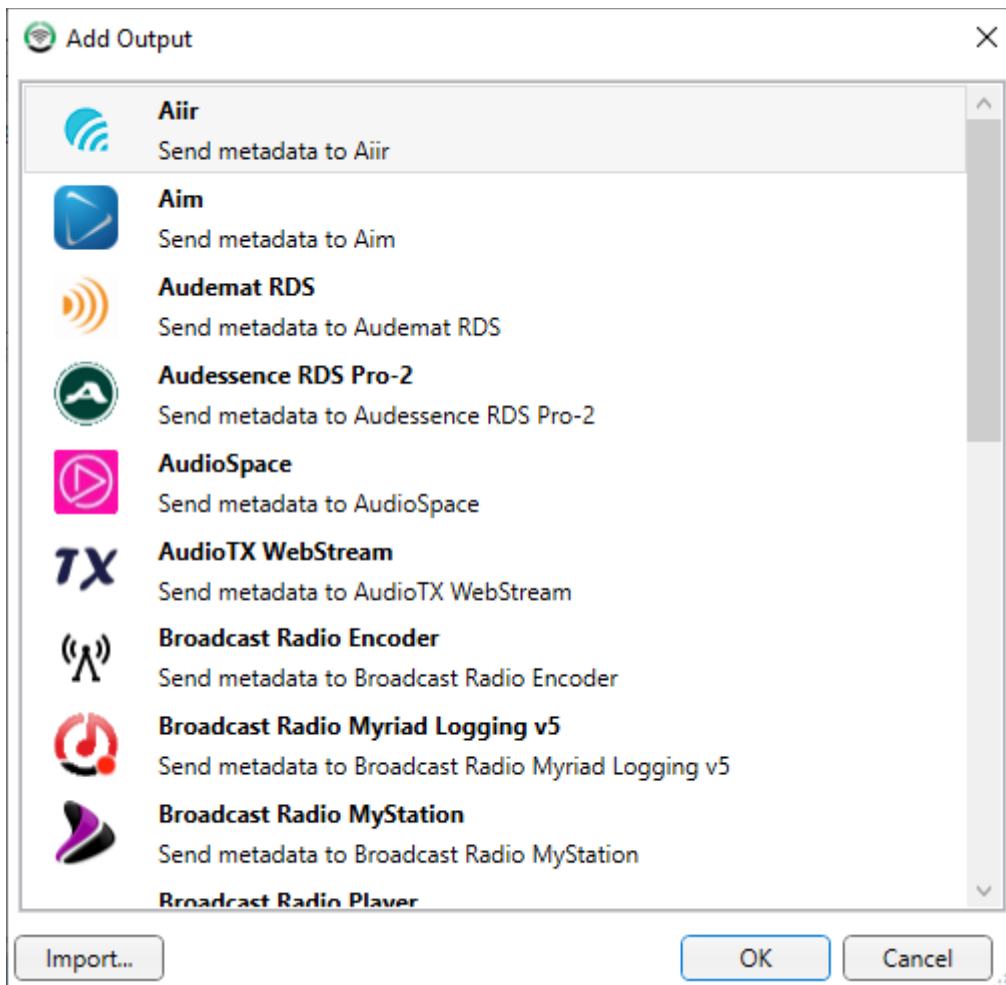 Add Output
Aiir
Send metadata to Aiir
Aim
Send metadata to Aim
Audemat RDS
Send metadata to Audemat RDS
Audessence RDS Pro-2
Send metadata to Audessence RDS Pro-2
AudioSpace
Send metadata to AudioSpace
TX
AudioTX WebStream
Send metadata to AudioTX WebStream
Broadcast Radio Encoder
Send metadata to Broadcast Radio Encoder
Broadcast Radio Myriad Logging v5
Send metadata to Broadcast Radio Myriad Logging v5
Broadcast Radio MyStation
Send metadata to Broadcast Radio MyStation
Broadcast Radio Player
Import...
OK
Cancel